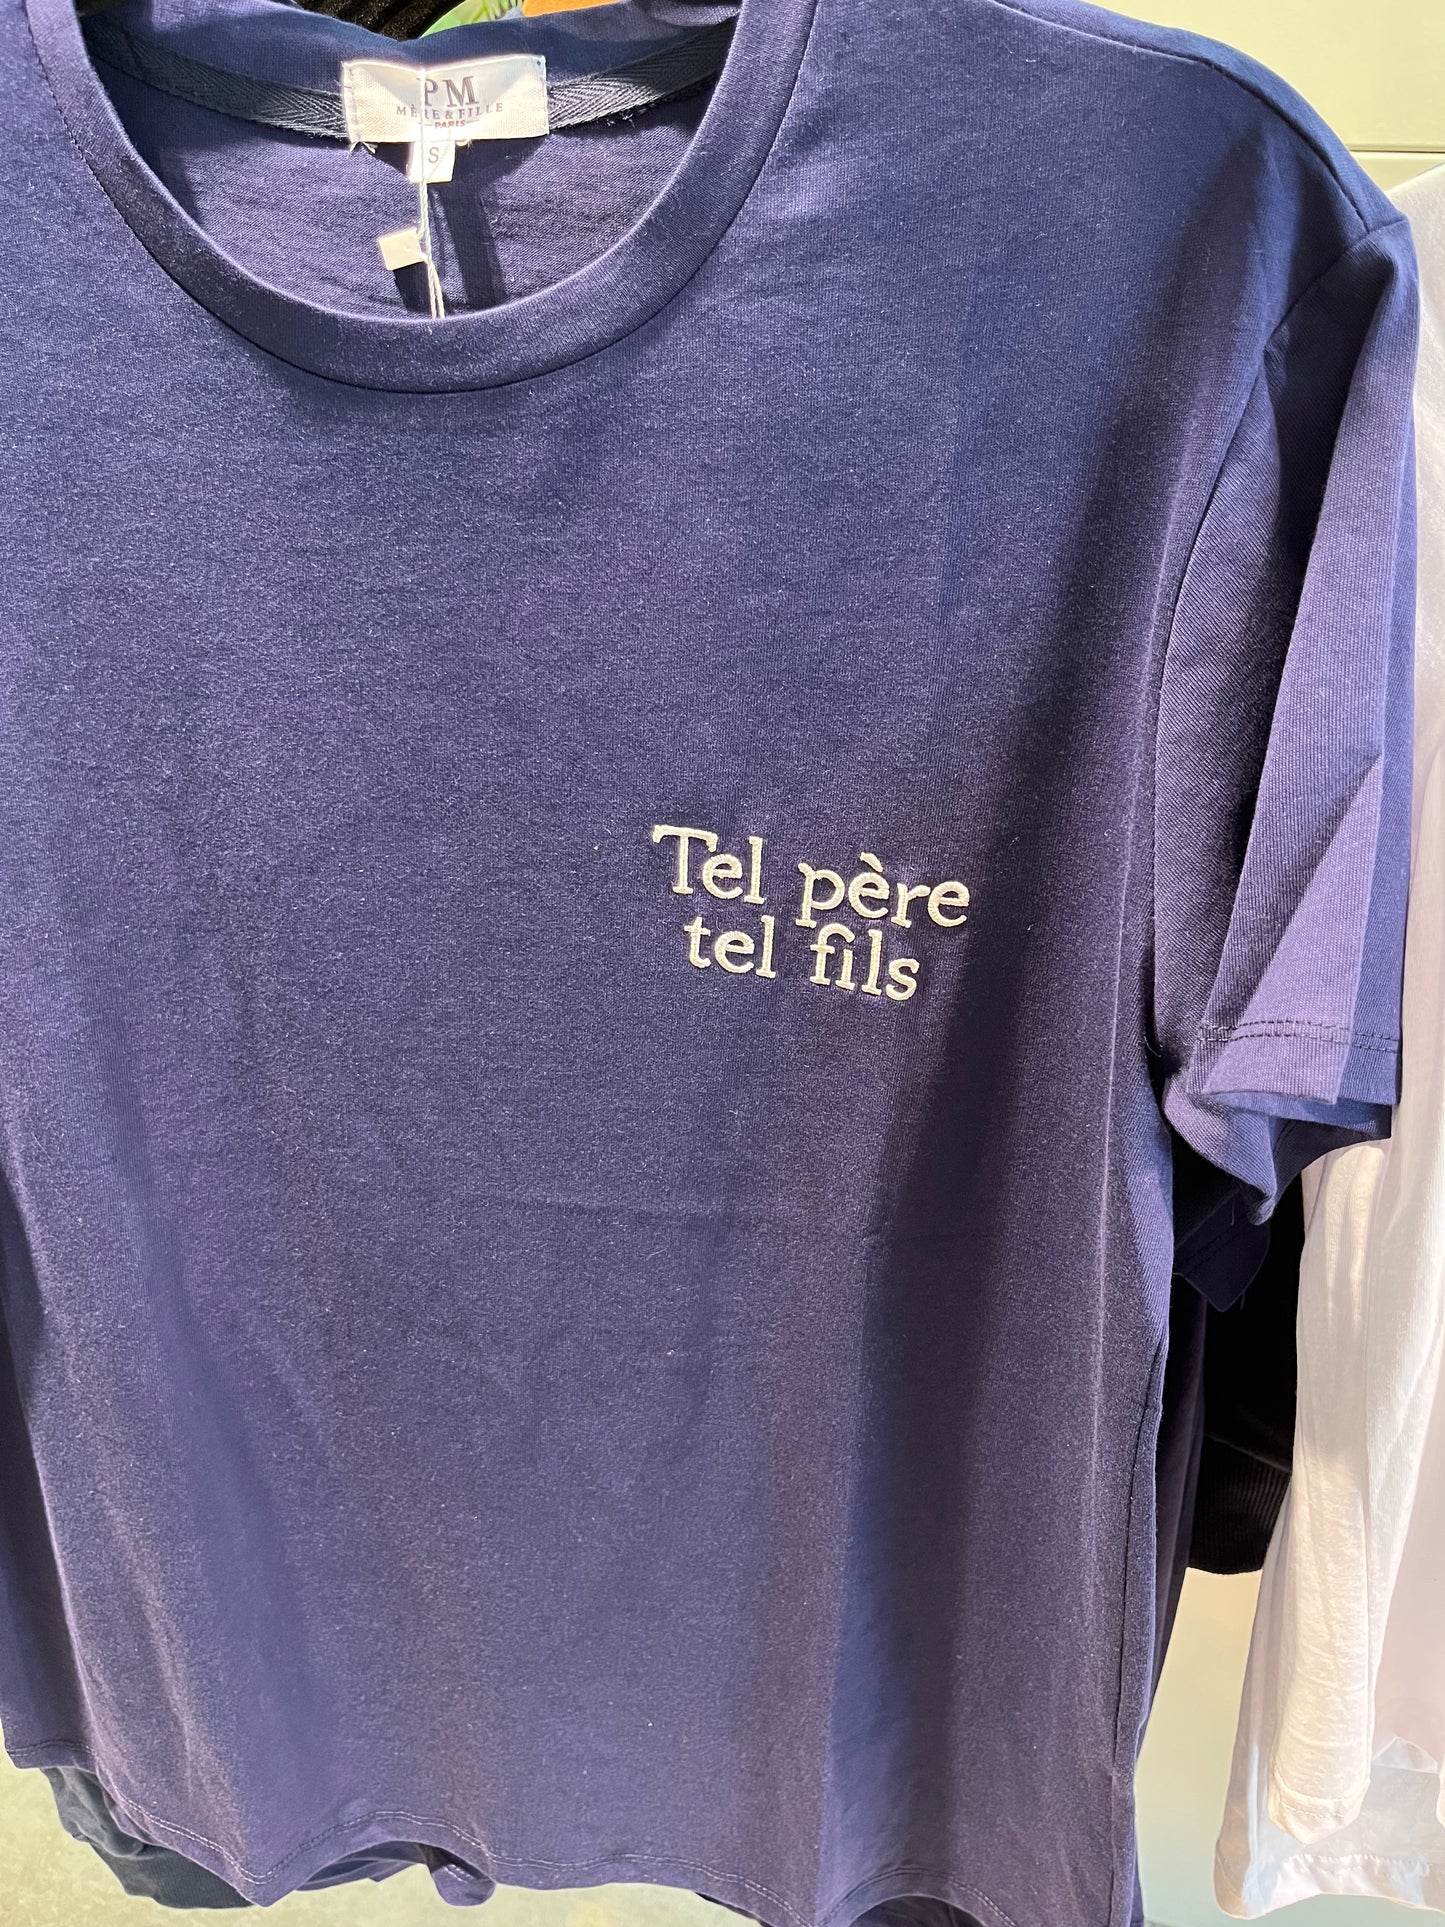 PM
MÈRE & FILLE
PARIS
S
Tel père
tel fils